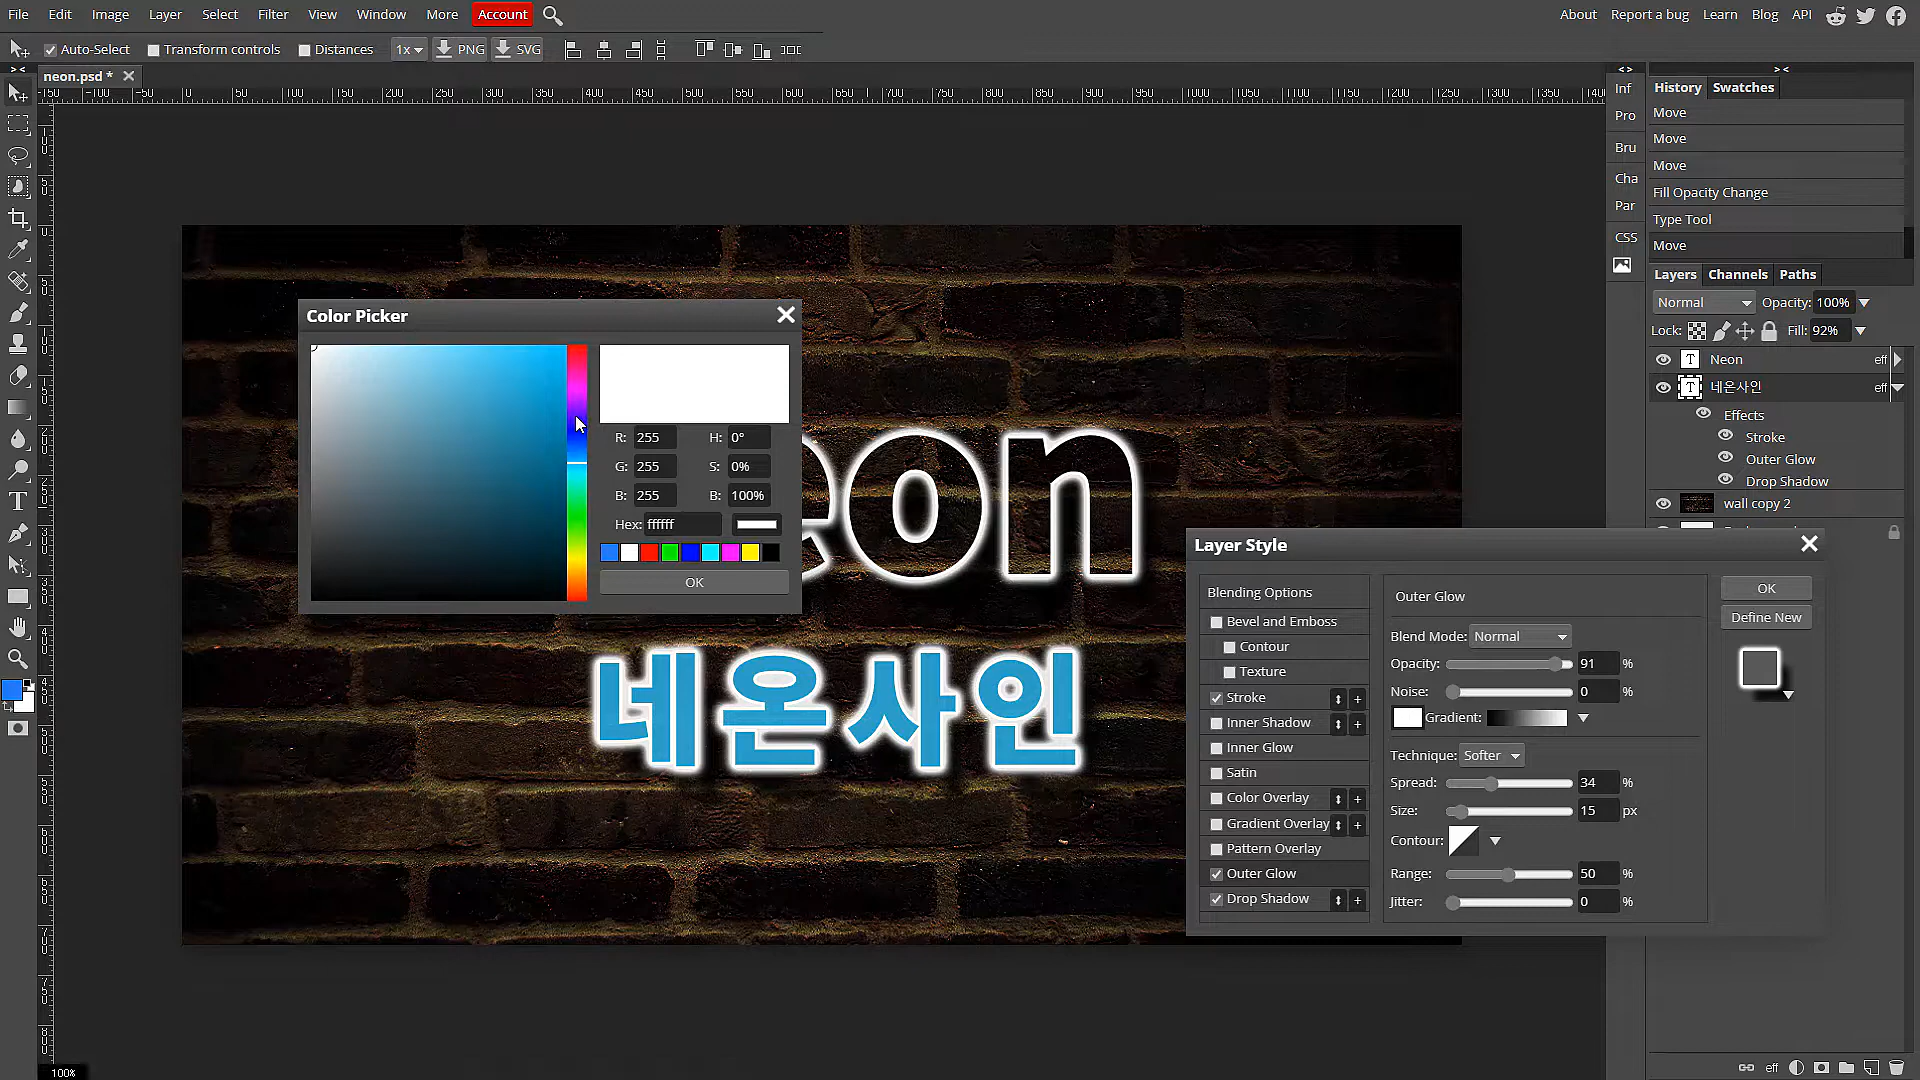 File Edit Image Layer Select Filter View Window More Account
About Report a bug Learn Blog API
Auto-Select Transform controls Distances 1x PNG SVG
neon.psd *
History Swatches
Move
Move
Move
Fill Opacity Change
Type Tool
Move
Inf
Pro
Bru
Cha
Par
CSS
Layers Channels Paths
Normal Opacity: 100%
Lock: Fill: 92%
T Neon eff
T 네온사인 eff
Effects
Stroke
Outer Glow
Drop Shadow
wall copy 2
Color Picker
R: 255 H: 0°
G: 255 S: 0%
B: 255 B: 100%
Hex: ffffff
OK
eon
네온사인
Layer Style
Blending Options
Bevel and Emboss
Contour
Texture
Stroke
Inner Shadow
Inner Glow
Satin
Color Overlay
Gradient Overlay
Pattern Overlay
Outer Glow
Drop Shadow
Outer Glow
Blend Mode: Normal
Opacity: 91 %
Noise: 0 %
Gradient:
Technique: Softer
Spread: 34 %
Size: 15 px
Contour:
Range: 50 %
Jitter: 0 %
OK
Define New
eff
100%